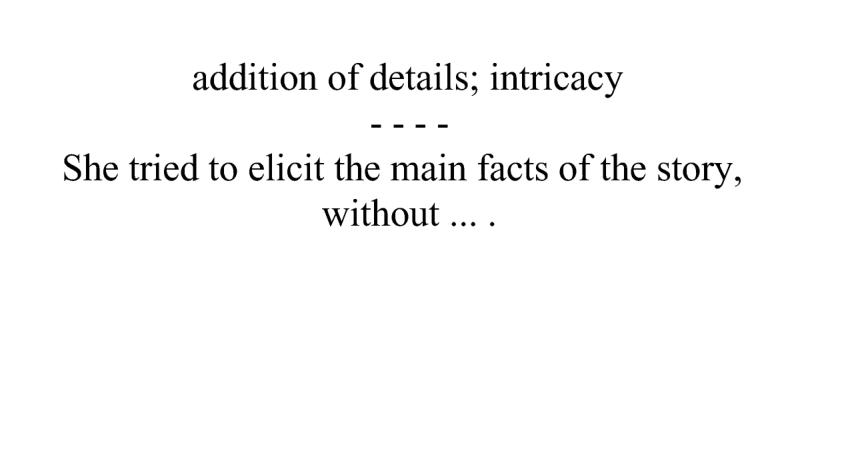 addition of details; intricacy
- - - -
She tried to elicit the main facts of the story,
without ... .